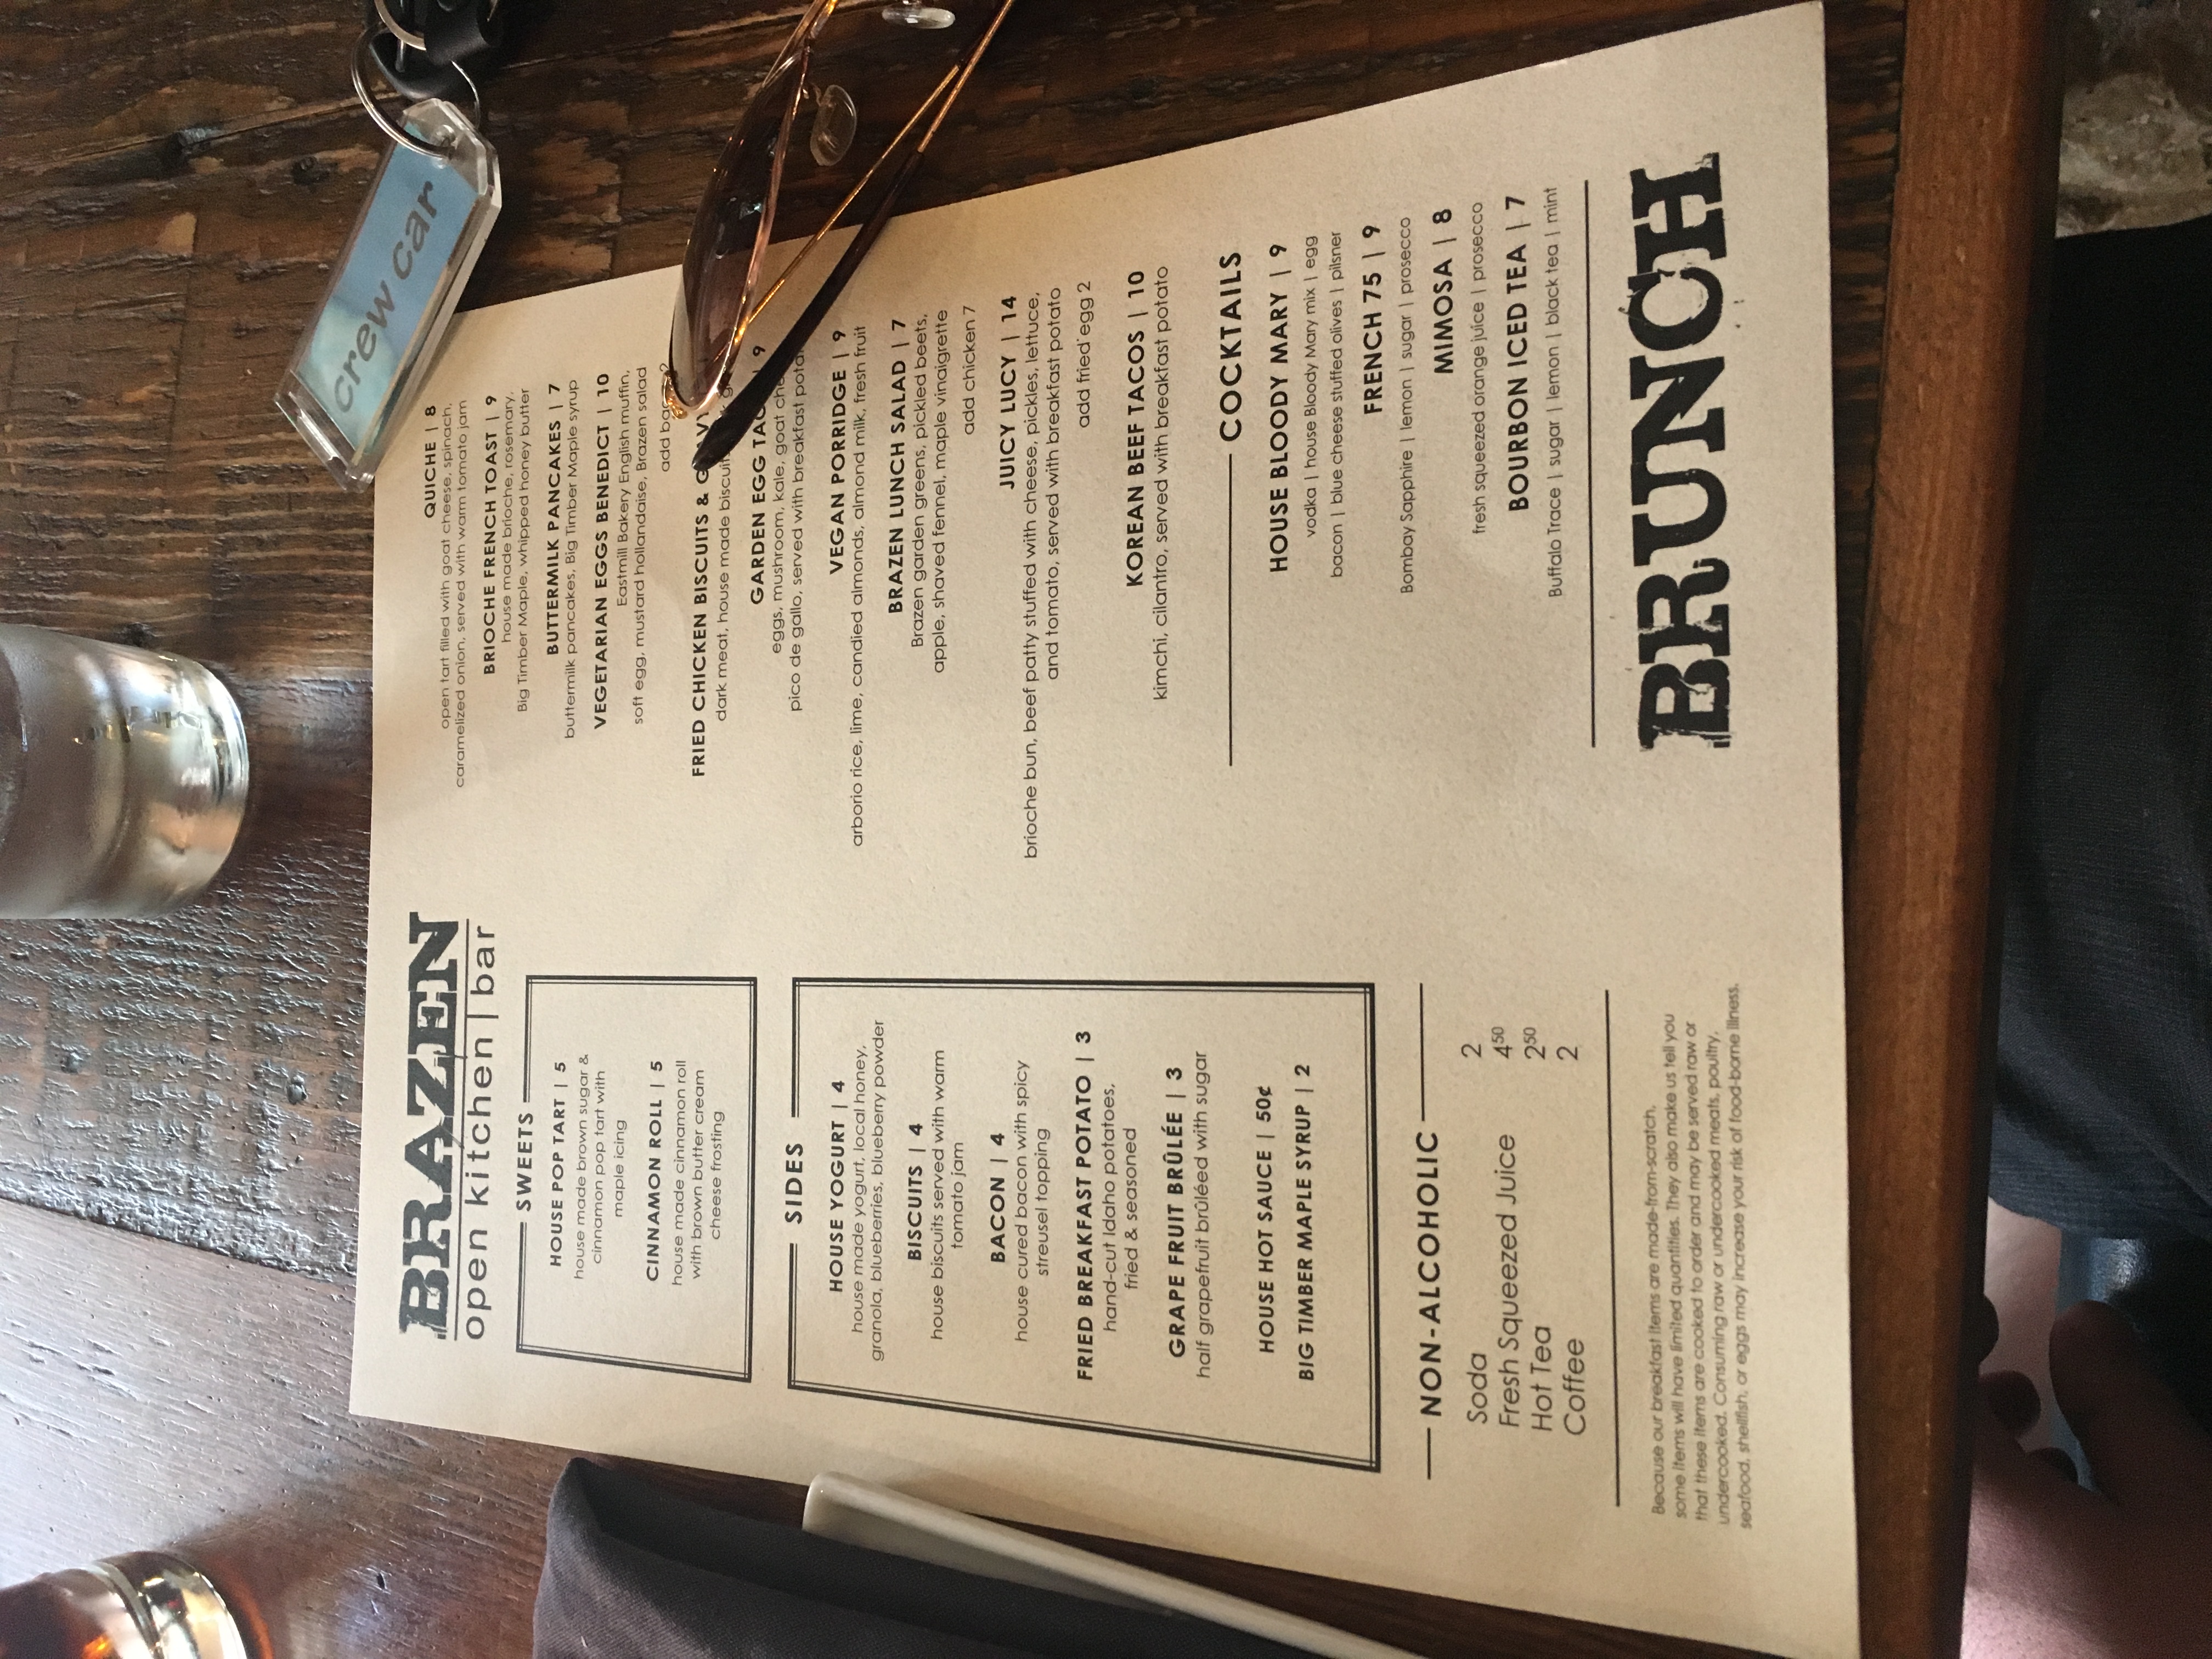 BRAZEN
open kitchen | bar
SWEETS
HOUSE POP TART | 5
house made brown sugar &
cinnamon pop tart with
maple icing
CINNAMON ROLL | 5
house made cinnamon roll
with brown butter cream
cheese frosting
SIDES
HOUSE YOGURT | 4
house made yogurt, local honey,
granola, blueberries, blueberry powder
BISCUITS | 4
house biscuits served with warm
tomato jam
BACON | 4
house cured bacon with spicy
streusel topping
FRIED BREAKFAST POTATO | 3
hand-cut Idaho potatoes,
fried & seasoned
GRAPE FRUIT BRÛLÉE | 3
half grapefruit brûléed with sugar
HOUSE HOT SAUCE | 50¢
BIG TIMBER MAPLE SYRUP | 2
NON-ALCOHOLIC
Soda 2
Fresh Squeezed Juice 4⁵⁰
Hot Tea 2⁵⁰
Coffee 2
Because our breakfast items are made-from-scratch,
some items will have limited quantities. They also make us tell you
that these items are cooked to order and may be served raw or
undercooked. Consuming raw or undercooked meats, poultry,
seafood, shellfish, or eggs may increase your risk of food-borne illness.
QUICHE | 8
open tart filled with goat cheese, spinach,
caramelized onion, served with warm tomato jam
BRIOCHE FRENCH TOAST | 9
house made brioche, rosemary,
Big Timber Maple, whipped honey butter
BUTTERMILK PANCAKES | 7
buttermilk pancakes, Big Timber Maple syrup
VEGETARIAN EGGS BENEDICT | 10
Eastmill Bakery English muffin,
soft egg, mustard hollandaise, Brazen salad
add
FRIED CHICKEN BISCUITS &
dark meat, house made
GARDEN EGG 9
eggs, mushroom, kale, goat
pico de gallo, served with breakfast
VEGAN PORRIDGE | 9
arborio rice, lime, candied almonds, almond milk, fresh fruit
BRAZEN LUNCH SALAD | 7
Brazen garden greens, pickled beets,
apple, shaved fennel, maple vinaigrette
add chicken 7
JUICY LUCY | 14
brioche bun, beef patty stuffed with cheese, pickles, lettuce,
and tomato, served with breakfast potato
add fried egg 2
KOREAN BEEF TACOS | 10
kimchi, cilantro, served with breakfast potato
COCKTAILS
HOUSE BLOODY MARY | 9
vodka | house Bloody Mary mix | egg
bacon | blue cheese stuffed olives | pilsner
FRENCH 75 | 9
Bombay Sapphire | lemon | sugar | prosecco
MIMOSA | 8
fresh squeezed orange juice | prosecco
BOURBON ICED TEA | 7
Buffalo Trace | sugar | lemon | black tea | mint
BRUNCH
crew car